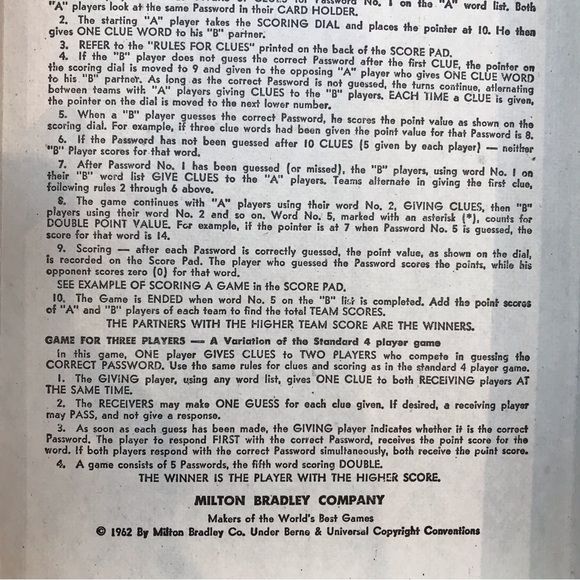 No. 1 on the "A" word list. Both
"A" players look at the same Password in their CARD HOLDER.
2. The starting "A" player takes the SCORING DIAL and places the pointer at 10. He then
gives ONE CLUE WORD to his "B" partner.
3. REFER to the "RULES FOR CLUES" printed on the back of the SCORE PAD.
4. If the "B" player does not guess the correct Password after the first CLUE, the pointer on
the scoring dial is moved to 9 and given to the opposing "A" player who gives ONE CLUE WORD
to his "B" partner. As long as the correct Password is not guessed, the turns continue, alternating
between teams with "A" players giving CLUES to the "B" players. EACH TIME a CLUE is given,
the pointer on the dial is moved to the next lower number.
5. When a "B" player guesses the correct Password, he scores the point value as shown on the
scoring dial. For example, if three clue words had been given the point value for that Password is 8.
6. If the Password has not been guessed after 10 CLUES (5 given by each player) — neither
"B" Player scores for that word.
7. After Password No. 1 has been guessed (or missed), the "B" players, using word No. 1 on
their "B" word list GIVE CLUES to the "A" players. Teams alternate in giving the first clue,
following rules 2 through 6 above.
8. The game continues with "A" players using their word No. 2, GIVING CLUES, then "B"
players using their word No. 2 and so on. Word No. 5, marked with an asterisk (*), counts for
DOUBLE POINT VALUE. For example, if the pointer is at 7 when Password No. 5 is guessed, the
score for that word is 14.
9. Scoring — after each Password is correctly guessed, the point value, as shown on the dial,
is recorded on the Score Pad. The player who guessed the Password scores the points, while his
opponent scores zero (0) for that word.
SEE EXAMPLE OF SCORING A GAME in the SCORE PAD.
10. The Game is ENDED when word No. 5 on the "B" list is completed. Add the point scores
of "A" and "B" players of each team to find the total TEAM SCORES.
THE PARTNERS WITH THE HIGHER TEAM SCORE ARE THE WINNERS.
GAME FOR THREE PLAYERS — A Variation of the Standard 4 player game
In this game, ONE player GIVES CLUES to TWO PLAYERS who compete in guessing the
CORRECT PASSWORD. Use the same rules for clues and scoring as in the standard 4 player game.
1. The GIVING player, using any word list, gives ONE CLUE to both RECEIVING players AT
THE SAME TIME.
2. The RECEIVERS may make ONE GUESS for each clue given. If desired, a receiving player
may PASS, and not give a response.
3. As soon as each guess has been made, the GIVING player indicates whether it is the correct
Password. The player to respond FIRST with the correct Password, receives the point score for the
word. If both players respond with the correct Password simultaneously, both receive the point score.
4. A game consists of 5 Passwords, the fifth word scoring DOUBLE.
THE WINNER IS THE PLAYER WITH THE HIGHER SCORE.
MILTON BRADLEY COMPANY
Makers of the World's Best Games
© 1962 By Milton Bradley Co. Under Berne & Universal Copyright Conventions